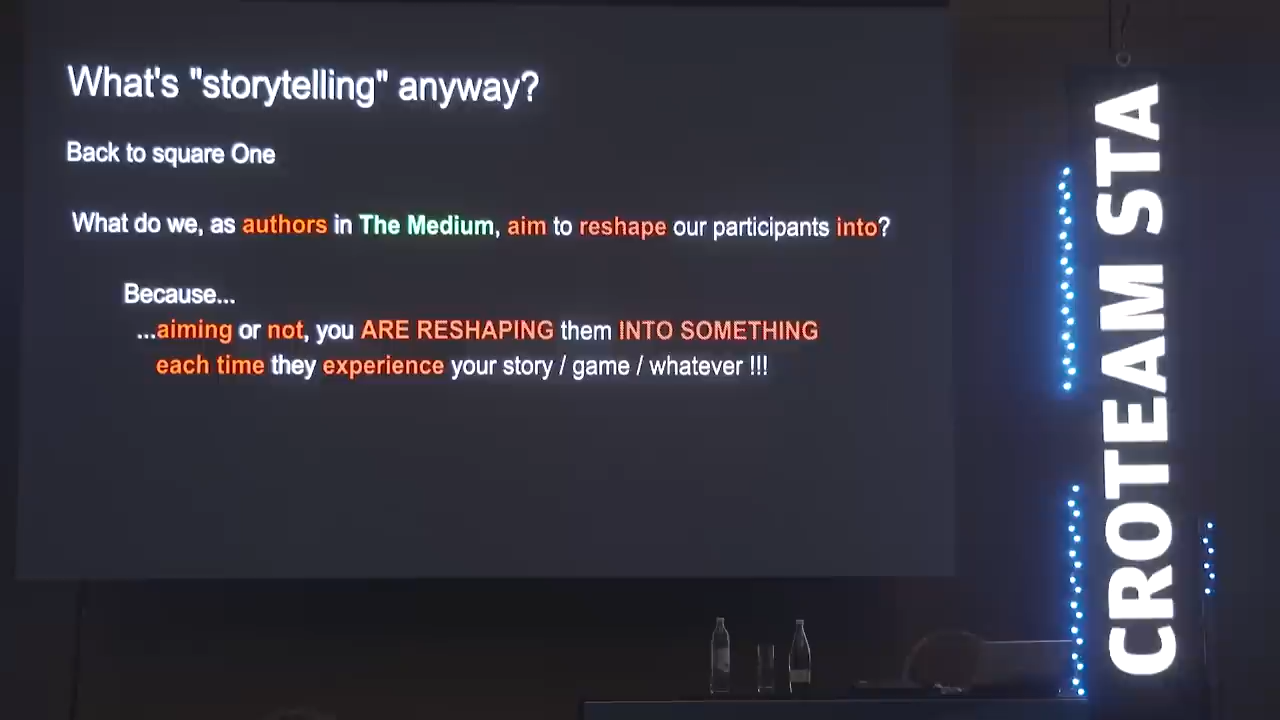 What's "storytelling" anyway?
Back to square One
What do we, as authors in The Medium, aim to reshape our participants into?
Because...
...aiming or not, you ARE RESHAPING them INTO SOMETHING
each time they experience your story / game / whatever !!!
CROTEAM STA